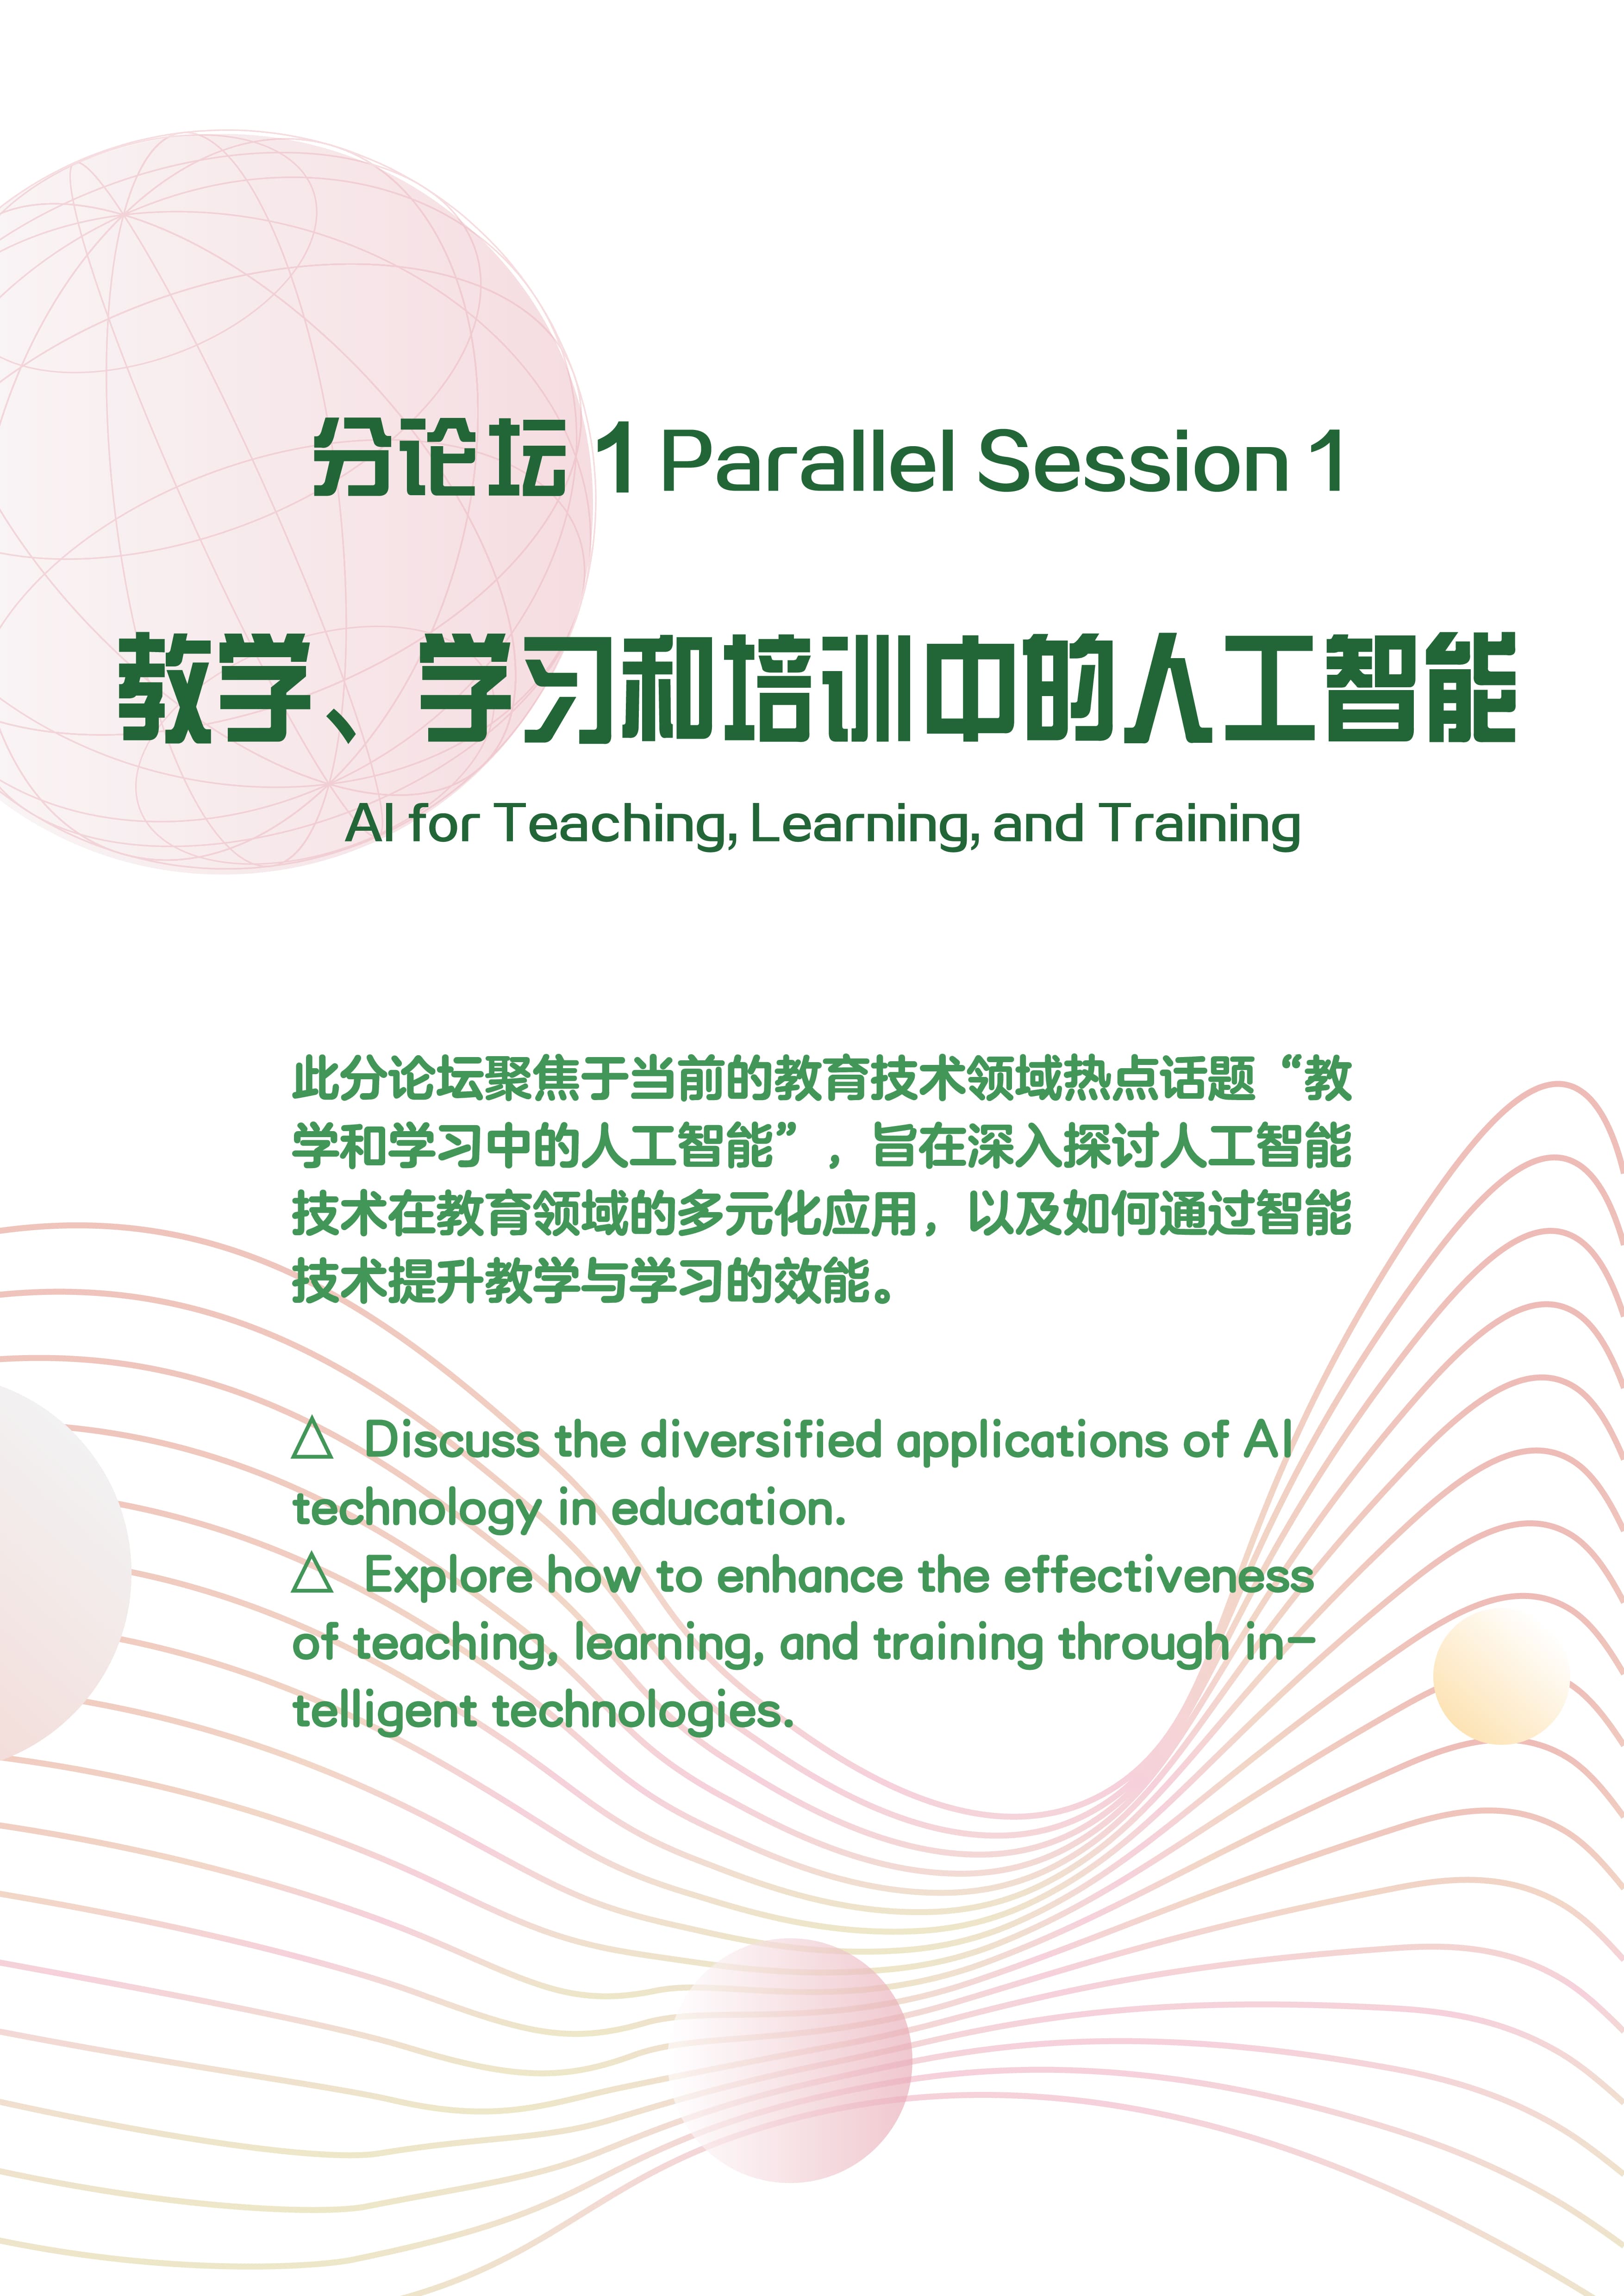 分论坛 1 Parallel Session 1
教学、学习和培训中的人工智能
AI for Teaching, Learning, and Training
此分论坛聚焦于当前的教育技术领域热点话题“教
学和学习中的人工智能”，旨在深入探讨人工智能
技术在教育领域的多元化应用，以及如何通过智能
技术提升教学与学习的效能。
△ Discuss the diversified applications of AI
technology in education.
△ Explore how to enhance the effectiveness
of teaching, learning, and training through in-
telligent technologies.